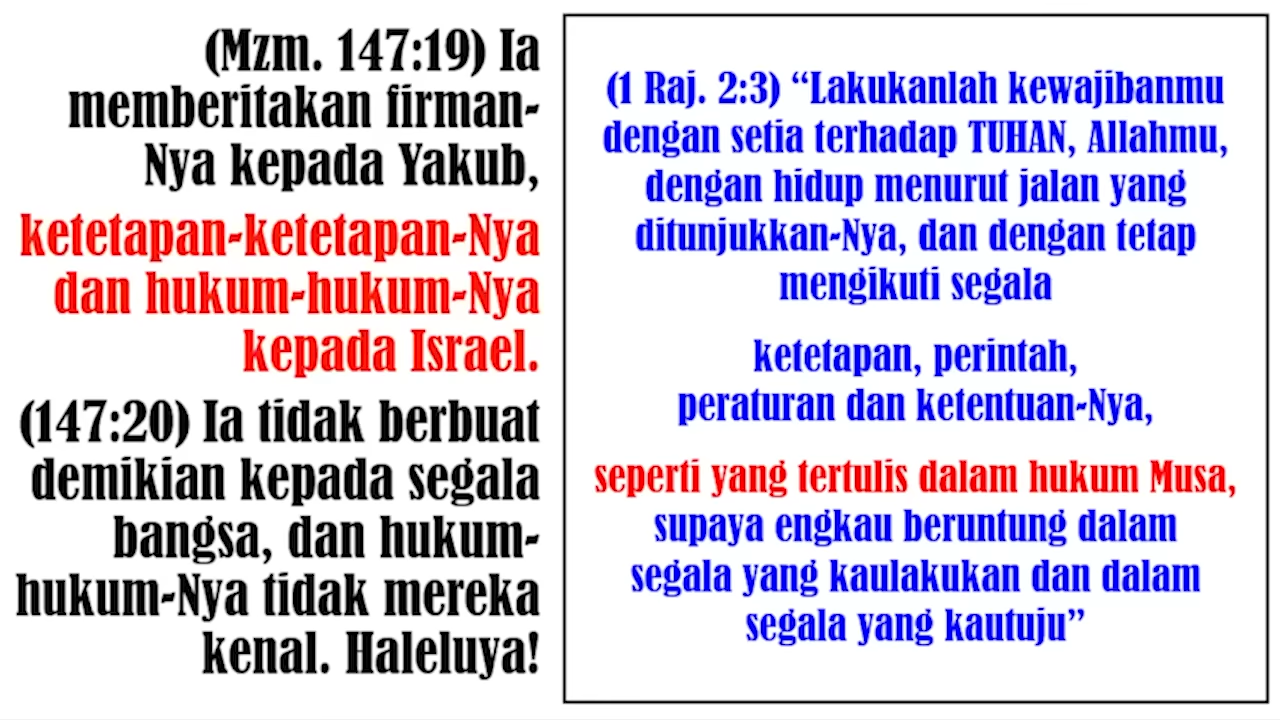 (Mzm. 147:19) Ia
memberitakan firman-
Nya kepada Yakub,
ketetapan-ketetapan-Nya
dan hukum-hukum-Nya
kepada Israel.
(147:20) Ia tidak berbuat
demikian kepada segala
bangsa, dan hukum-
hukum-Nya tidak mereka
kenal. Haleluya!
(1 Raj. 2:3) “Lakukanlah kewajibanmu
dengan setia terhadap TUHAN, Allahmu,
dengan hidup menurut jalan yang
ditunjukkan-Nya, dan dengan tetap
mengikuti segala
ketetapan, perintah,
peraturan dan ketentuan-Nya,
seperti yang tertulis dalam hukum Musa,
supaya engkau beruntung dalam
segala yang kaulakukan dan dalam
segala yang kautuju”